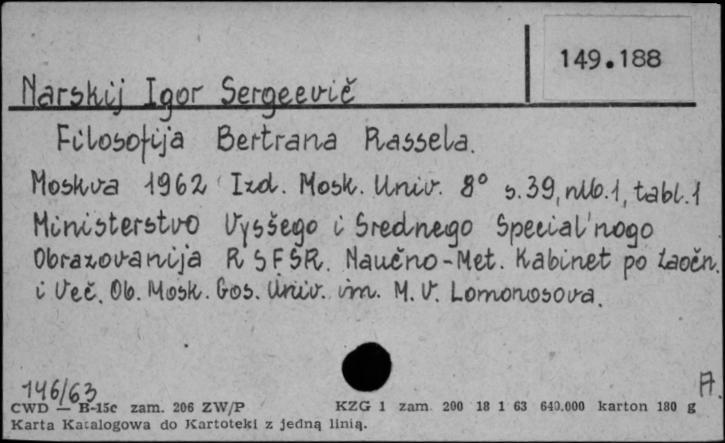 149.188
Narskij Igor Sergeevič
Filosofija Bertrana Rassela.
Moskva 1962 Izd. Mosk. Univ. 8° s. 39, nlb. 1, tabl. 1
Ministerstvo Vysšego i Srednego Special'nogo
Obrazovanija RSFSR. Naučno-Met. Kabinet po Zaočn.
i Več. Ob. Mosk. Gos. Univ. im. M. V. Lomonosova.
146/63
A.
CWD — B-15c zam. 206 ZW/P KZG 1 zam. 200 18 1 63 640.000 karton 180 g
Karta Katalogowa do Kartoteki z jedną linią.